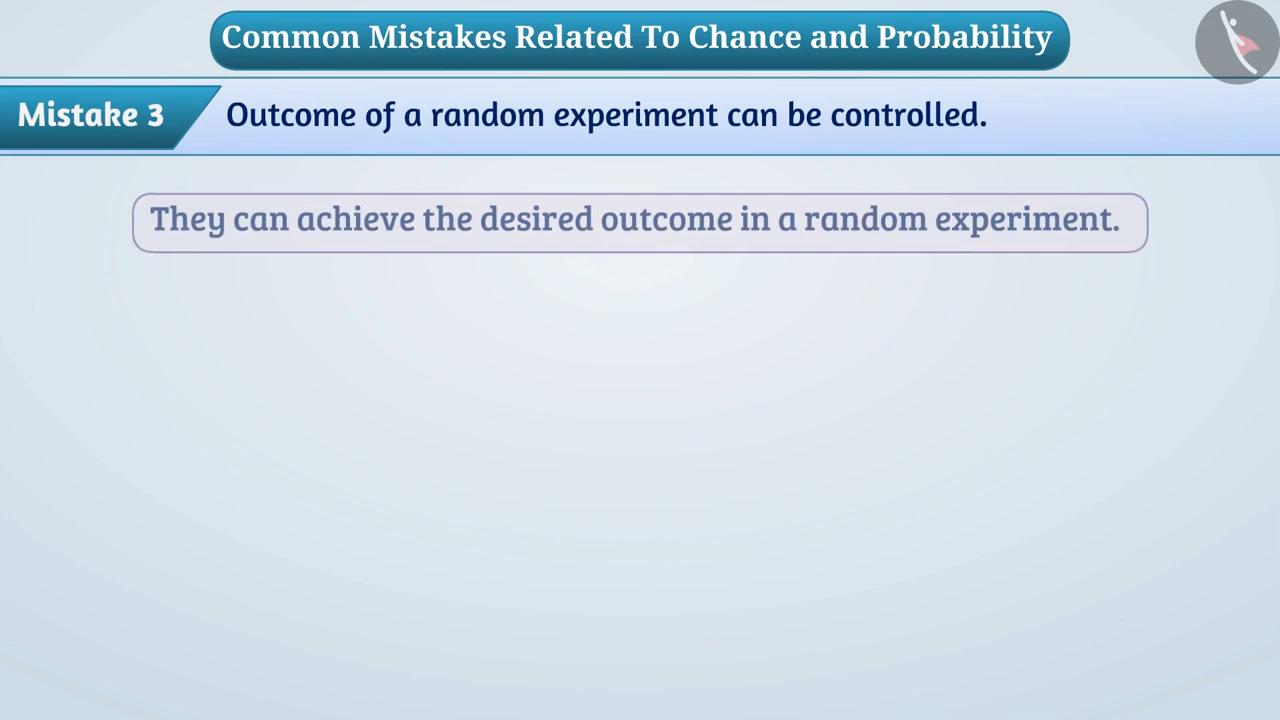 Common Mistakes Related To Chance and Probability
Mistake 3
Outcome of a random experiment can be controlled.
They can achieve the desired outcome in a random experiment.